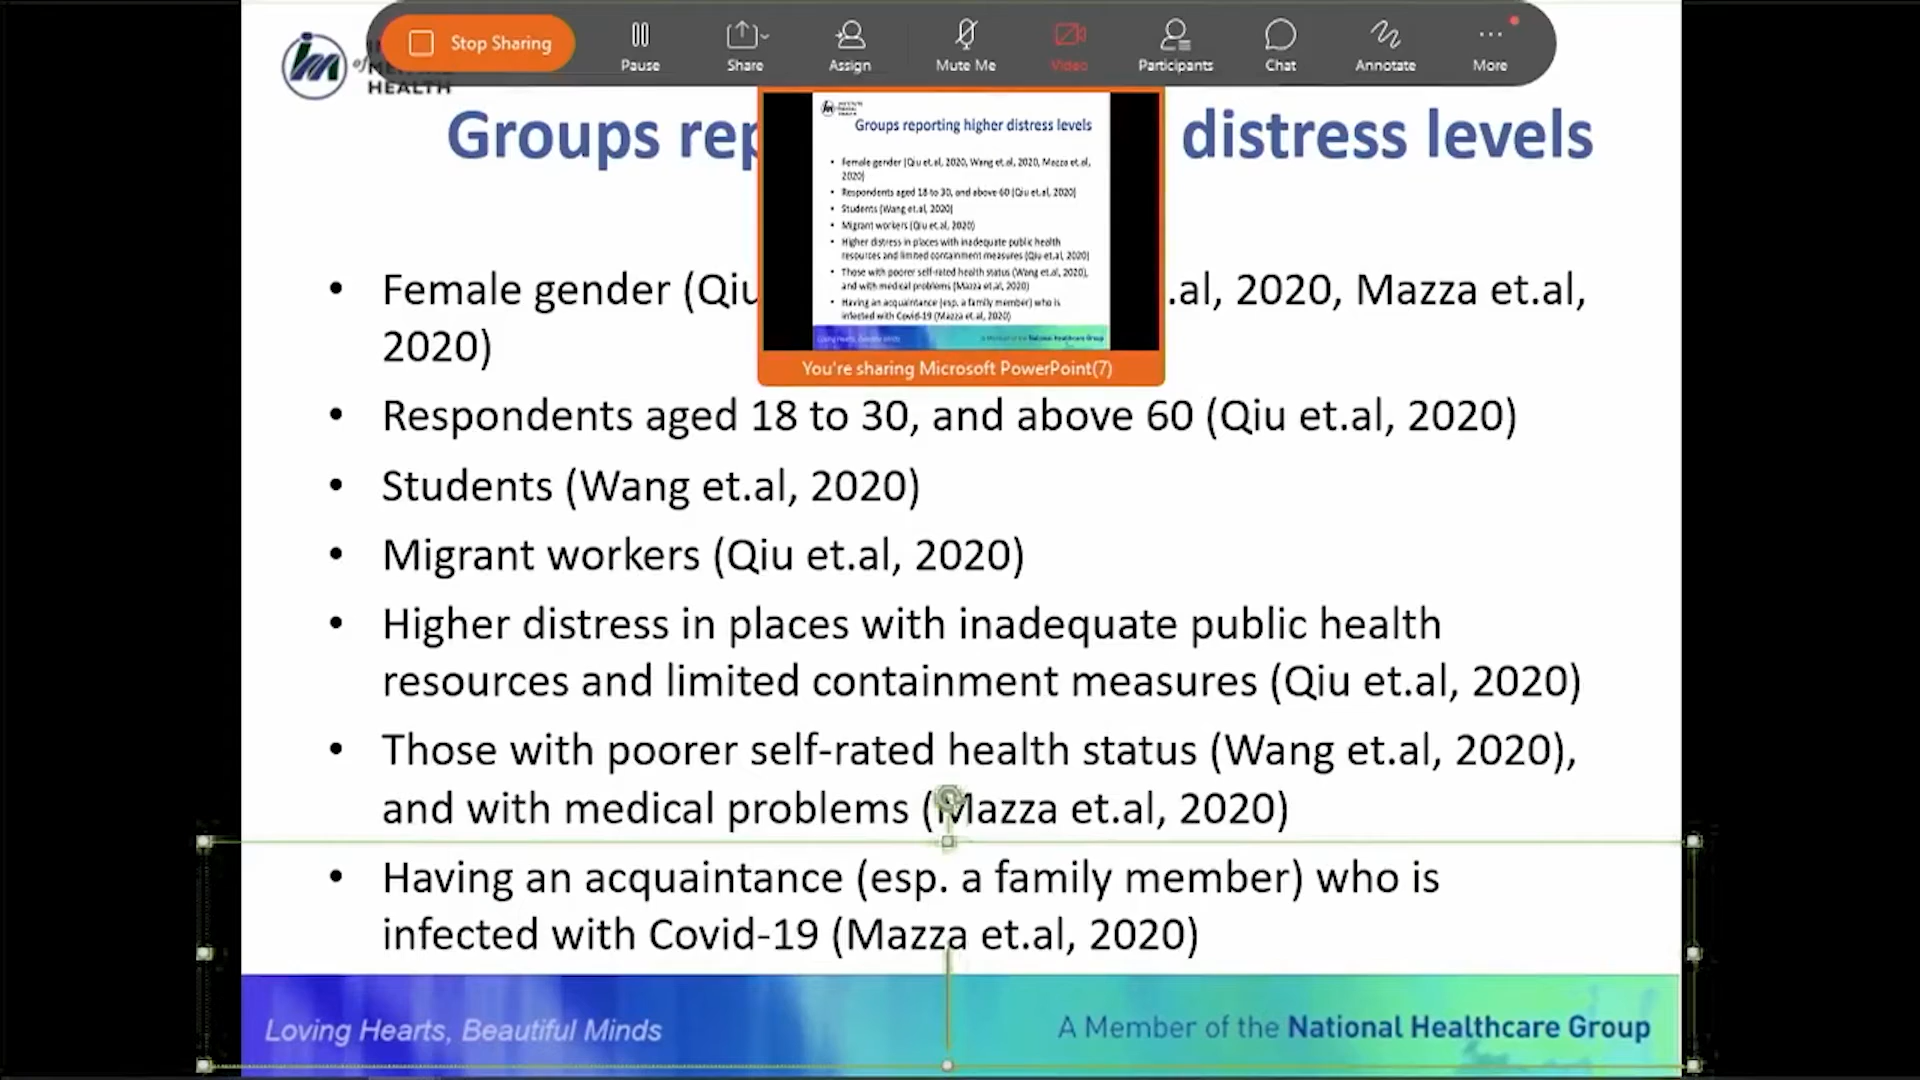 Stop Sharing
Pause
Share
Assign
Mute Me
Video
Participants
Chat
Annotate
More
HEALTH
Groups rep
distress levels
Groups reporting higher distress levels
• Female gender (Qiu et.al, 2020, Wang et.al, 2020, Mazza et.al,
2020)
• Respondents aged 18 to 30, and above 60 (Qiu et.al, 2020)
• Students (Wang et.al, 2020)
• Migrant workers (Qiu et.al, 2020)
• Higher distress in places with inadequate public health
resources and limited containment measures (Qiu et.al, 2020)
• Those with poorer self-rated health status (Wang et.al, 2020),
and with medical problems (Mazza et.al, 2020)
• Having an acquaintance (esp. a family member) who is
infected with Covid-19 (Mazza et.al, 2020)
Loving Hearts, Beautiful Minds
A Member of the National Healthcare Group
You're sharing Microsoft PowerPoint(7)
• Female gender (Qiu
.al, 2020, Mazza et.al,
2020)
• Respondents aged 18 to 30, and above 60 (Qiu et.al, 2020)
• Students (Wang et.al, 2020)
• Migrant workers (Qiu et.al, 2020)
• Higher distress in places with inadequate public health
resources and limited containment measures (Qiu et.al, 2020)
• Those with poorer self-rated health status (Wang et.al, 2020),
and with medical problems (Mazza et.al, 2020)
• Having an acquaintance (esp. a family member) who is
infected with Covid-19 (Mazza et.al, 2020)
Loving Hearts, Beautiful Minds
A Member of the National Healthcare Group